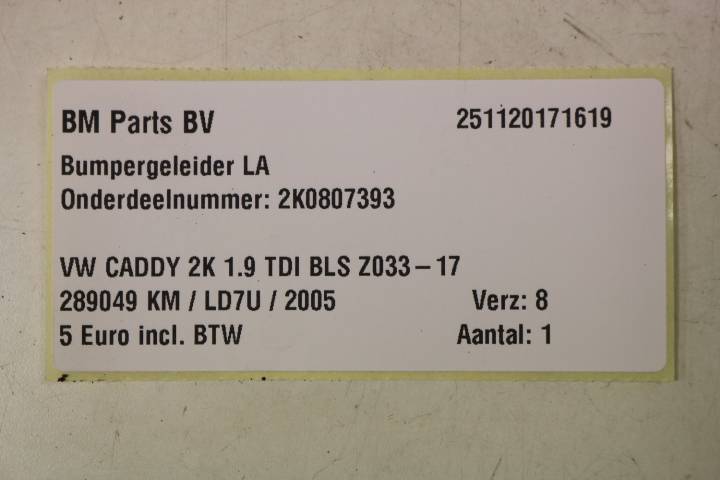 BM Parts BV 251120171619
Bumpergeleider LA
Onderdeelnummer: 2K0807393
VW CADDY 2K 1.9 TDI BLS Z033-17
289049 KM / LD7U / 2005 Verz: 8
5 Euro incl. BTW Aantal: 1